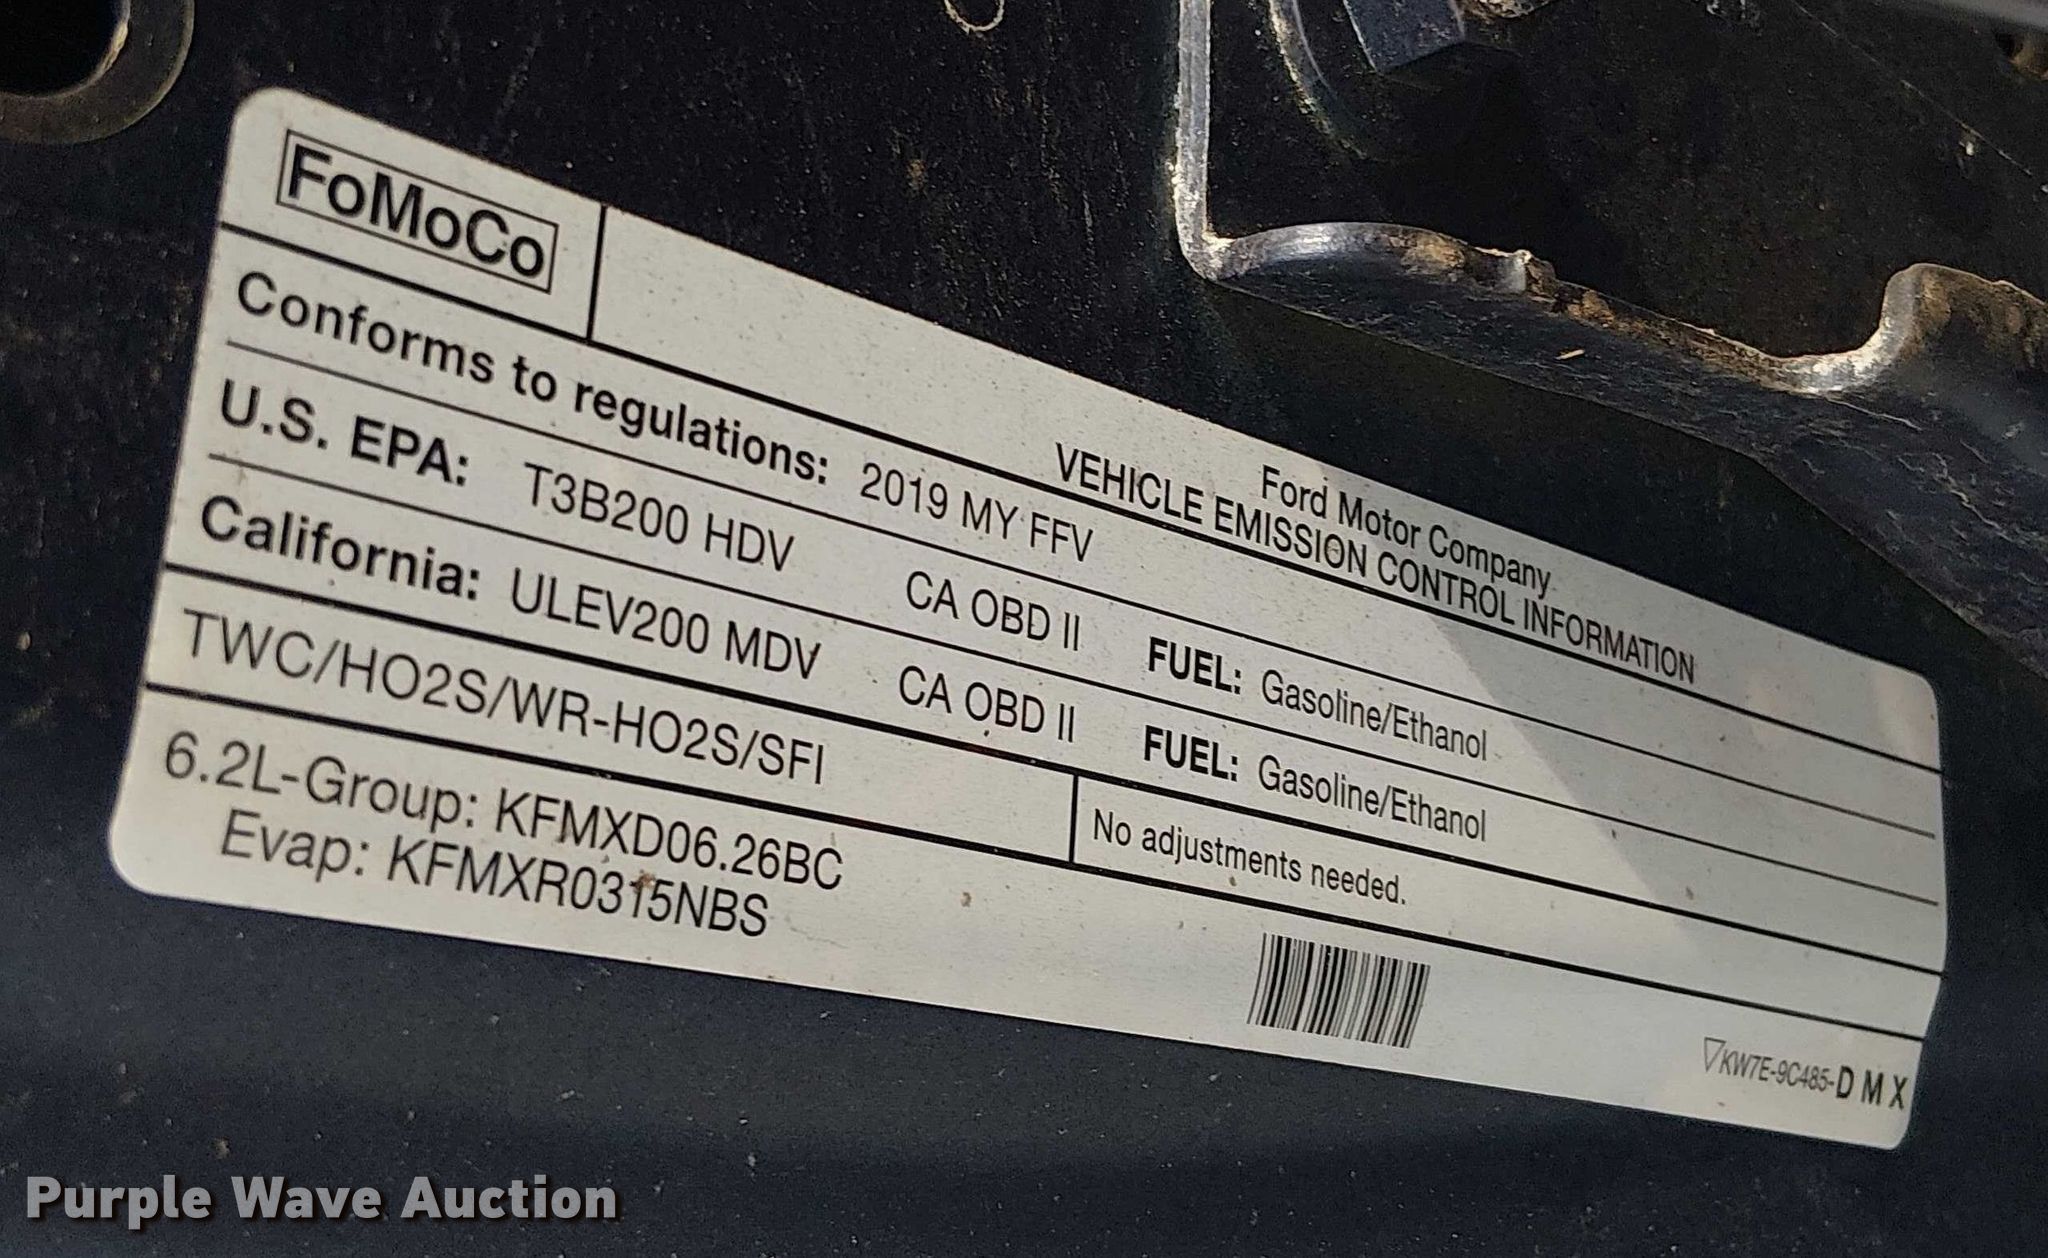 FoMoCo
Ford Motor Company
VEHICLE EMISSION CONTROL INFORMATION
Conforms to regulations: 2019 MY FFV
U.S. EPA: T3B200 HDV CA OBD II FUEL: Gasoline/Ethanol
California: ULEV200 MDV CA OBD II FUEL: Gasoline/Ethanol
TWC/HO2S/WR-HO2S/SFI
No adjustments needed.
6.2L-Group: KFMXD06.26BC
Evap: KFMXR0315NBS
KW7E-9C485-D M X
Purple Wave Auction